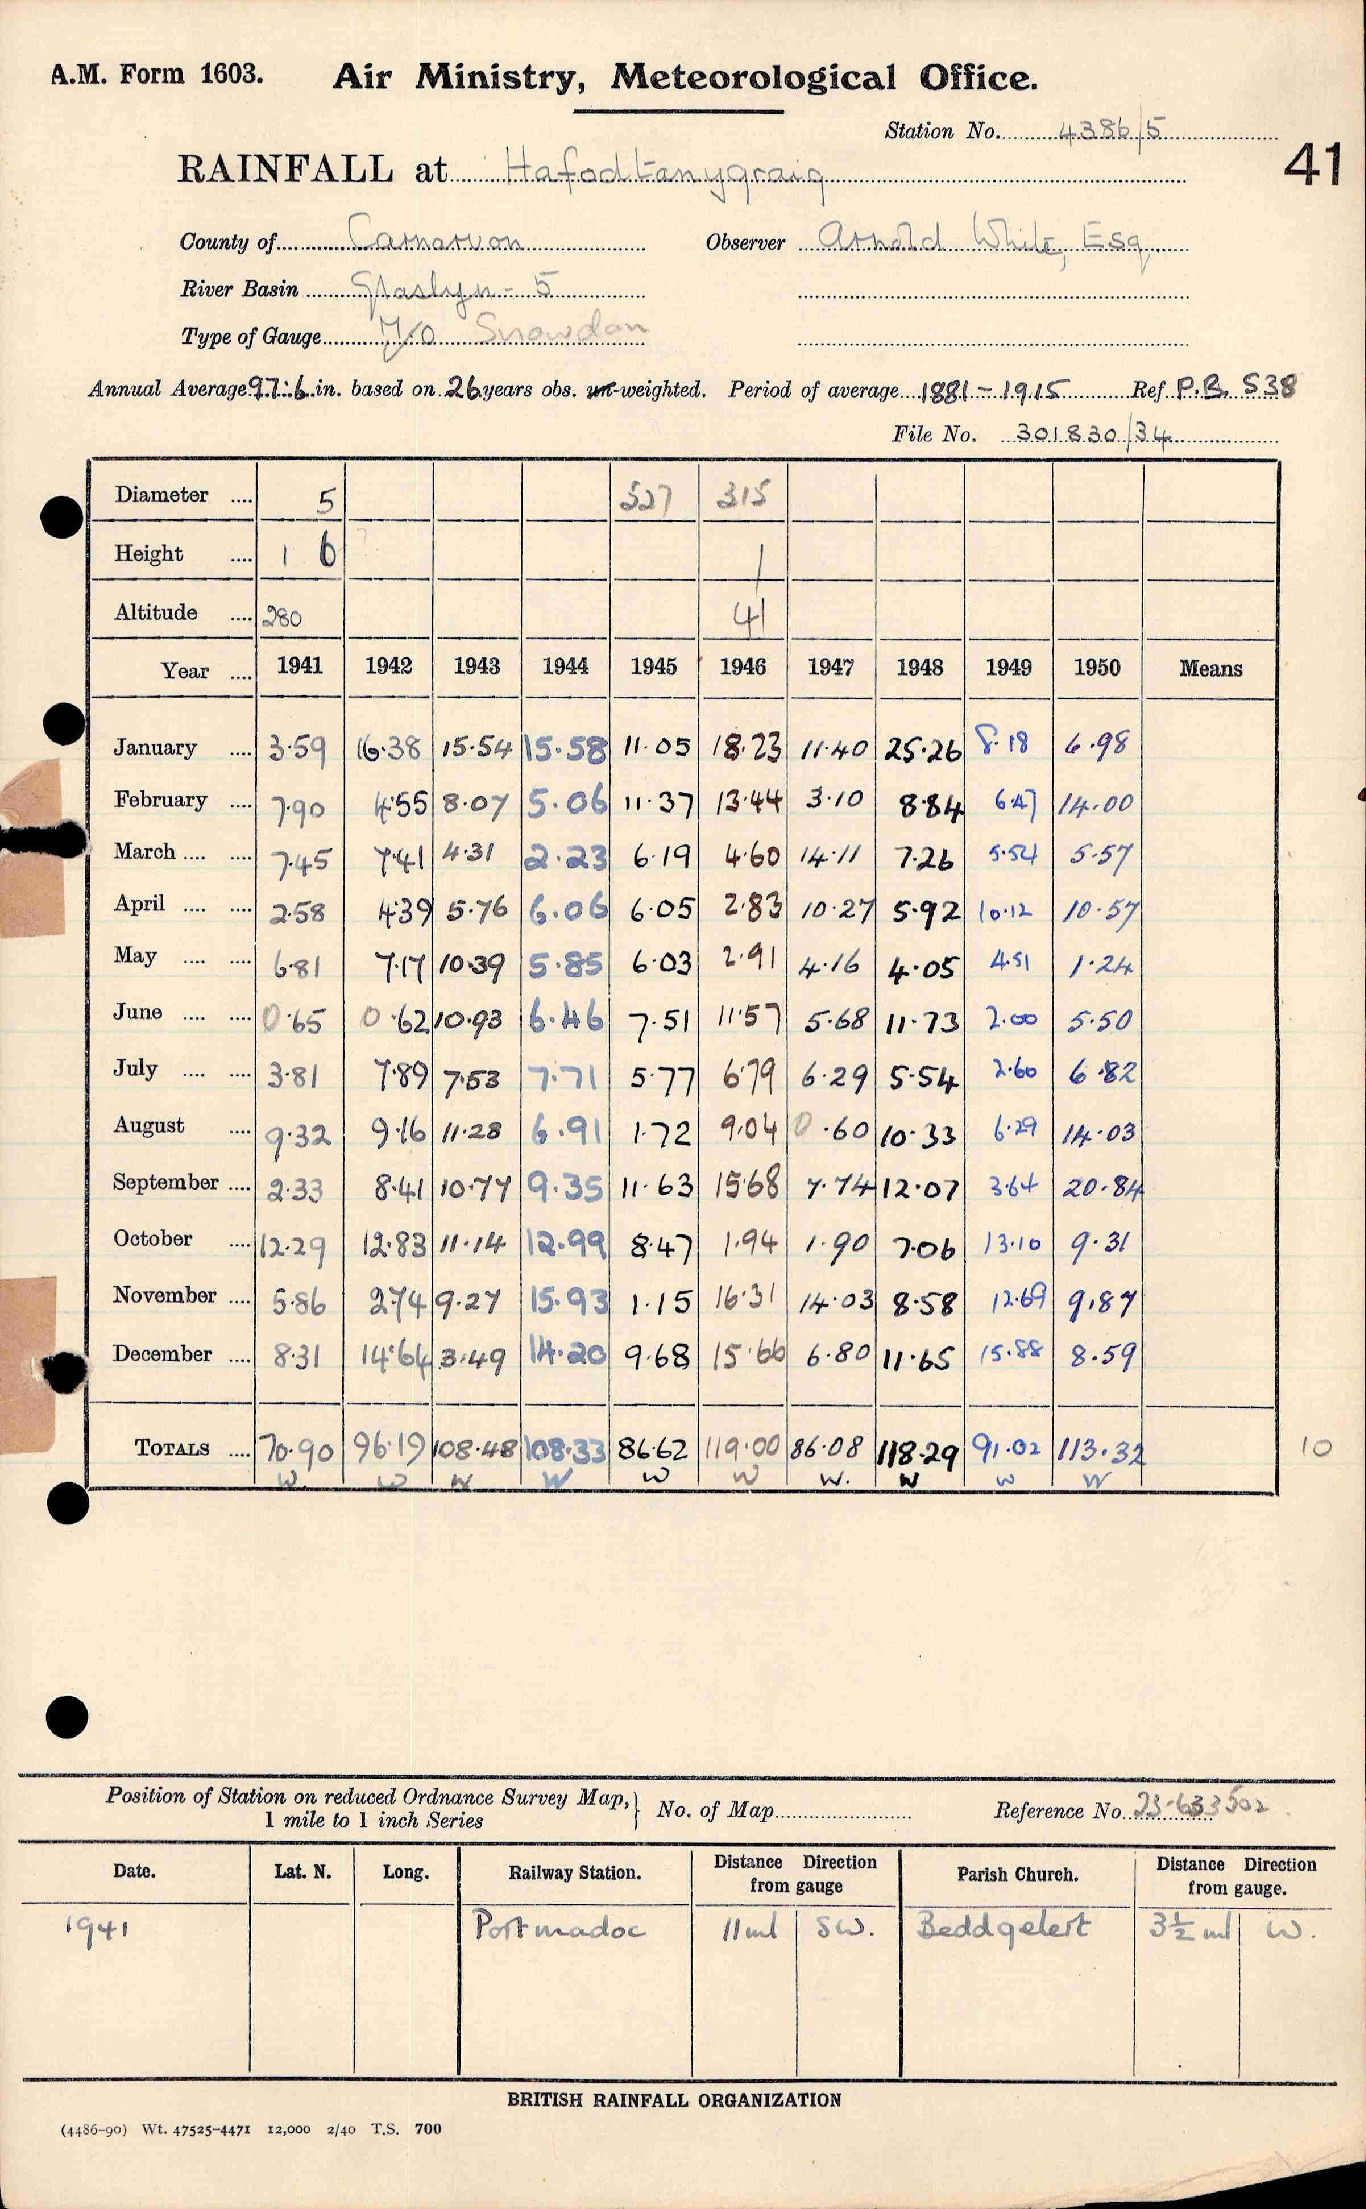 A.M. Form 1603. Air Ministry, Meteorological Office.
Station No. 4386/5
41
RAINFALL at Hafodtanygraig
County of Carnarvon Observer Arnold White, Esq
River Basin Glaslyn - 5
Type of Gauge M/O Snowdon
Annual Average 97.6 in. based on 26 years obs. un-weighted. Period of average 1881 - 1915 Ref P.B. S38
File No. 301830/34
Diameter .... 5 327 315
Height .... 1 6 1
Altitude .... 280 41
Year .... 1941 1942 1943 1944 1945 1946 1947 1948 1949 1950 Means
January .... 3.59 16.38 15.54 15.58 11.05 18.23 11.40 25.26 8.18 6.98
February .... 7.90 4.55 8.07 5.06 11.37 13.44 3.10 8.84 6.47 14.00
March .... .... 7.45 7.41 4.31 2.23 6.19 4.60 14.11 7.26 5.54 5.57
April .... .... 2.58 4.39 5.76 6.06 6.05 2.83 10.27 5.92 10.12 10.57
May .... .... 6.81 7.17 10.39 5.85 6.03 2.91 4.16 4.05 4.51 1.24
June .... .... 0.65 0.62 10.93 6.46 7.51 11.57 5.68 11.73 2.00 5.50
July .... .... 3.81 7.89 7.53 7.71 5.77 6.79 6.29 5.54 2.60 6.82
August .... 9.32 9.16 11.28 6.91 1.72 9.04 0.60 10.33 6.29 14.03
September .... 2.33 8.41 10.77 9.35 11.63 15.68 7.74 12.07 3.64 20.84
October .... 12.29 12.83 11.14 12.99 8.47 1.94 1.90 7.06 13.10 9.31
November .... 5.86 2.74 9.27 15.93 1.15 16.31 14.03 8.58 12.69 9.87
December .... 8.31 14.64 3.49 14.20 9.68 15.66 6.80 11.65 15.88 8.59
TOTALS .... 70.90 96.19 108.48 108.33 86.62 119.00 86.08 118.29 91.02 113.32 10
W. W W W W W W. W W W
Position of Station on reduced Ordnance Survey Map,
1 mile to 1 inch Series } No. of Map Reference No. 23-633502
Date. Lat. N. Long. Railway Station. Distance Direction from gauge Parish Church. Distance Direction from gauge.
1941 Portmadoc 11 ml SW. Beddgelert 3½ ml W.
BRITISH RAINFALL ORGANIZATION
(4486-90) Wt. 47525-4471 12,000 2/40 T.S. 700